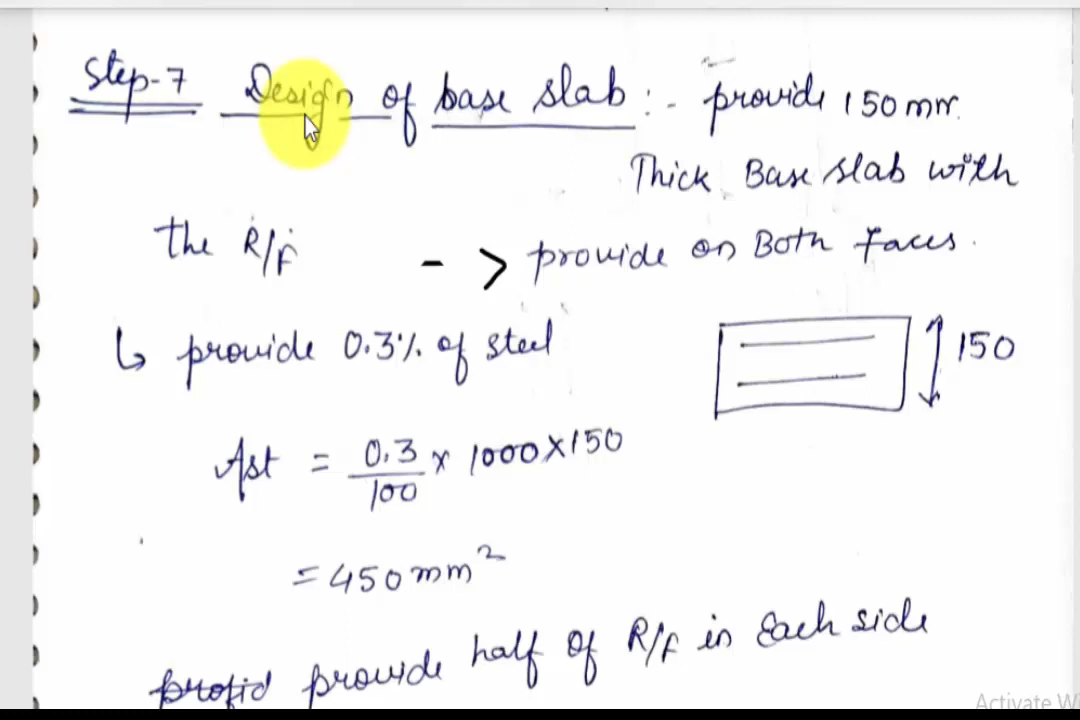 Step-7 Design of base slab :- provide 150 mm.
Thick Base slab with
the R/F -> provide on Both faces.
↳ provide 0.3% of steel
150
Ast = 0.3/100 × 1000×150
= 450 mm²
provide half of R/F in Each side
Activate Wi